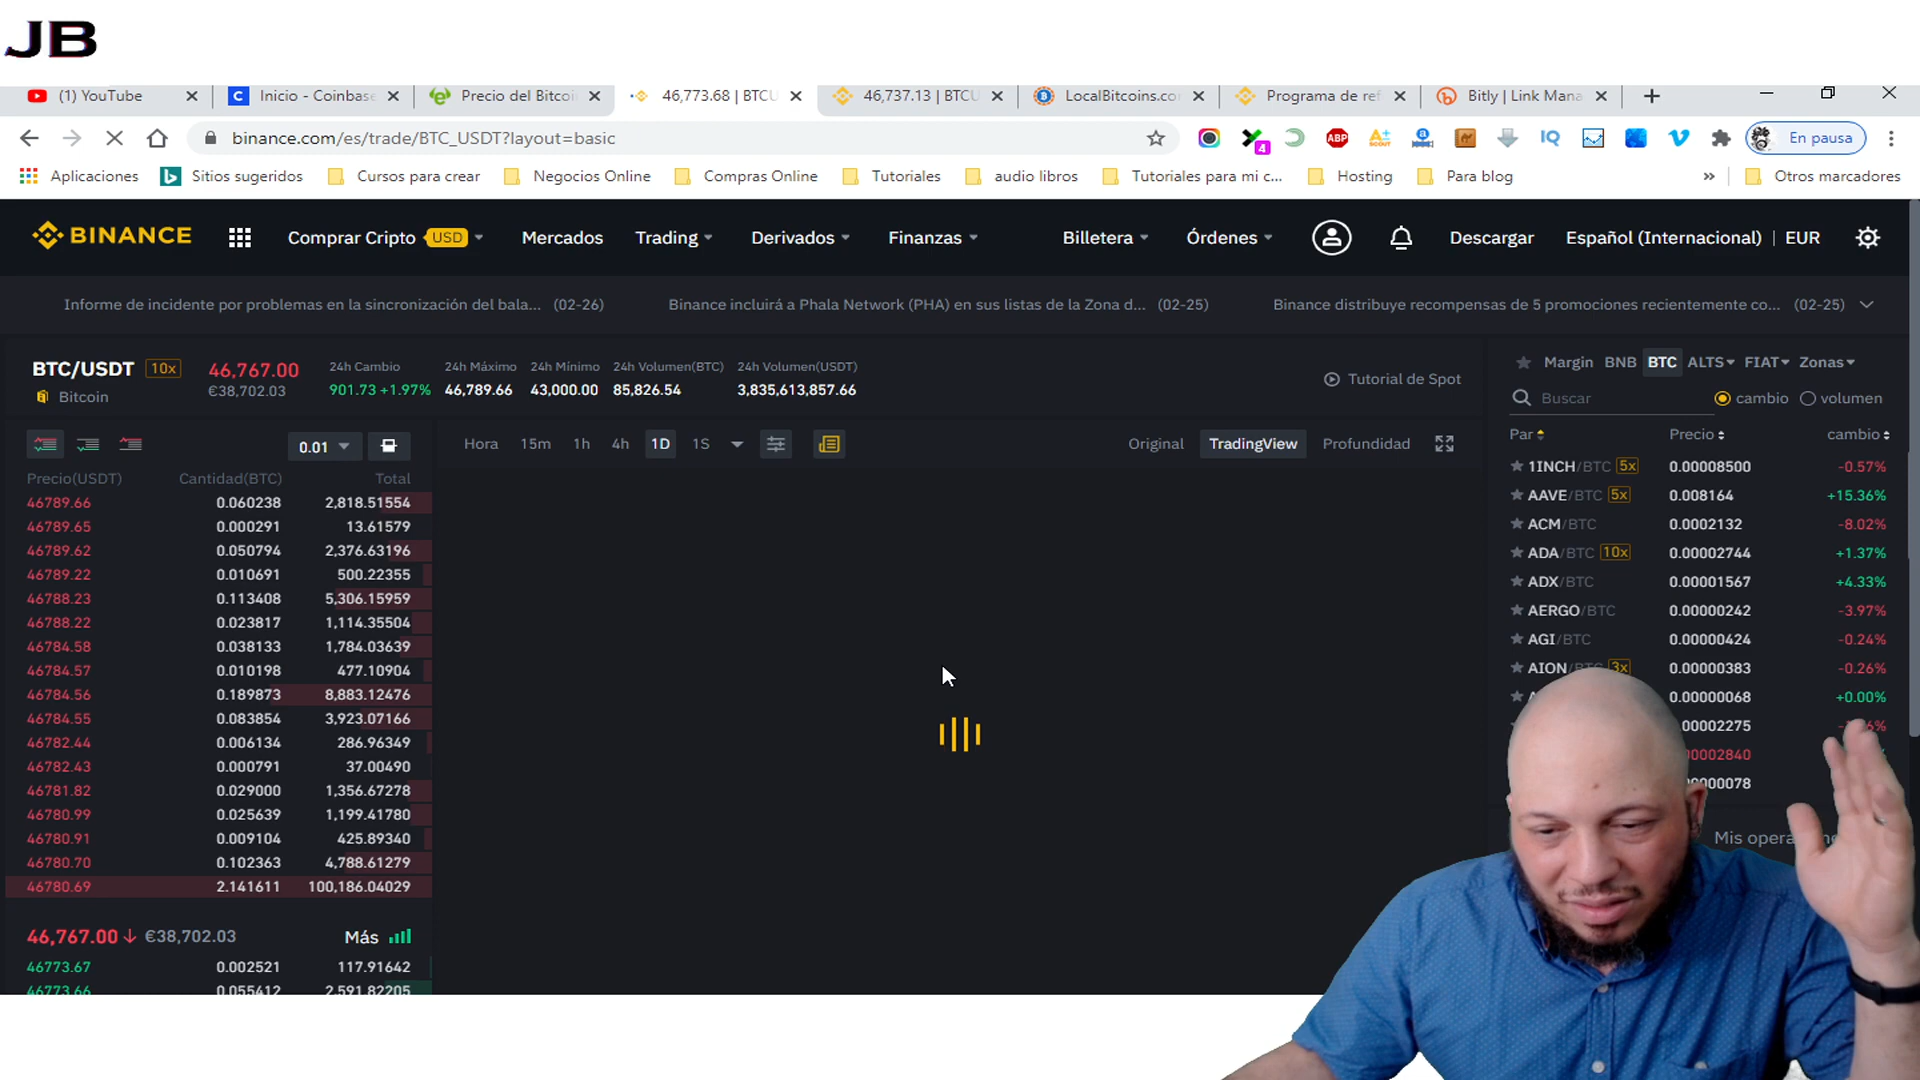 JB
(1) YouTube
Inicio - Coinbase
Precio del Bitcoi
46,773.68 | BTCU
46,737.13 | BTCU
LocalBitcoins.co
Programa de ref
Bitly | Link Mana
binance.com/es/trade/BTC_USDT?layout=basic
4
ABP
IQ
En pausa
Aplicaciones
Sitios sugeridos
Cursos para crear
Negocios Online
Compras Online
Tutoriales
audio libros
Tutoriales para mi c...
Hosting
Para blog
»
Otros marcadores
BINANCE
Comprar Cripto USD
Mercados
Trading
Derivados
Finanzas
Billetera
Órdenes
Descargar
Español (Internacional) | EUR
Informe de incidente por problemas en la sincronización del bala... (02-26)
Binance incluirá a Phala Network (PHA) en sus listas de la Zona d... (02-25)
Binance distribuye recompensas de 5 promociones recientemente co... (02-25)
BTC/USDT 10x
Bitcoin
46,767.00
€38,702.03
24h Cambio
901.73 +1.97%
24h Máximo
46,789.66
24h Mínimo
43,000.00
24h Volumen(BTC)
85,826.54
24h Volumen(USDT)
3,835,613,857.66
Tutorial de Spot
0.01
Hora 15m 1h 4h 1D 1S
Original TradingView Profundidad
Precio(USDT) Cantidad(BTC) Total
46789.66 0.060238 2,818.51554
46789.65 0.000291 13.61579
46789.62 0.050794 2,376.63196
46789.22 0.010691 500.22355
46788.23 0.113408 5,306.15959
46788.22 0.023817 1,114.35504
46784.58 0.038133 1,784.03639
46784.57 0.010198 477.10904
46784.56 0.189873 8,883.12476
46784.55 0.083854 3,923.07166
46782.44 0.006134 286.96349
46782.43 0.000791 37.00490
46781.82 0.029000 1,356.67278
46780.99 0.025639 1,199.41780
46780.91 0.009104 425.89340
46780.70 0.102363 4,788.61279
46780.69 2.141611 100,186.04029
46,767.00 ↓ €38,702.03 Más
46773.67 0.002521 117.91642
46773.66 0.055412 2,591.82205
Margin BNB BTC ALTS FIAT Zonas
Buscar
cambio volumen
Par Precio cambio
1INCH/BTC 5x 0.00008500 -0.57%
AAVE/BTC 5x 0.008164 +15.36%
ACM/BTC 0.0002132 -8.02%
ADA/BTC 10x 0.00002744 +1.37%
ADX/BTC 0.00001567 +4.33%
AERGO/BTC 0.00000242 -3.97%
AGI/BTC 0.00000424 -0.24%
AION/BTC 3x 0.00000383 -0.26%
0.00000068 +0.00%